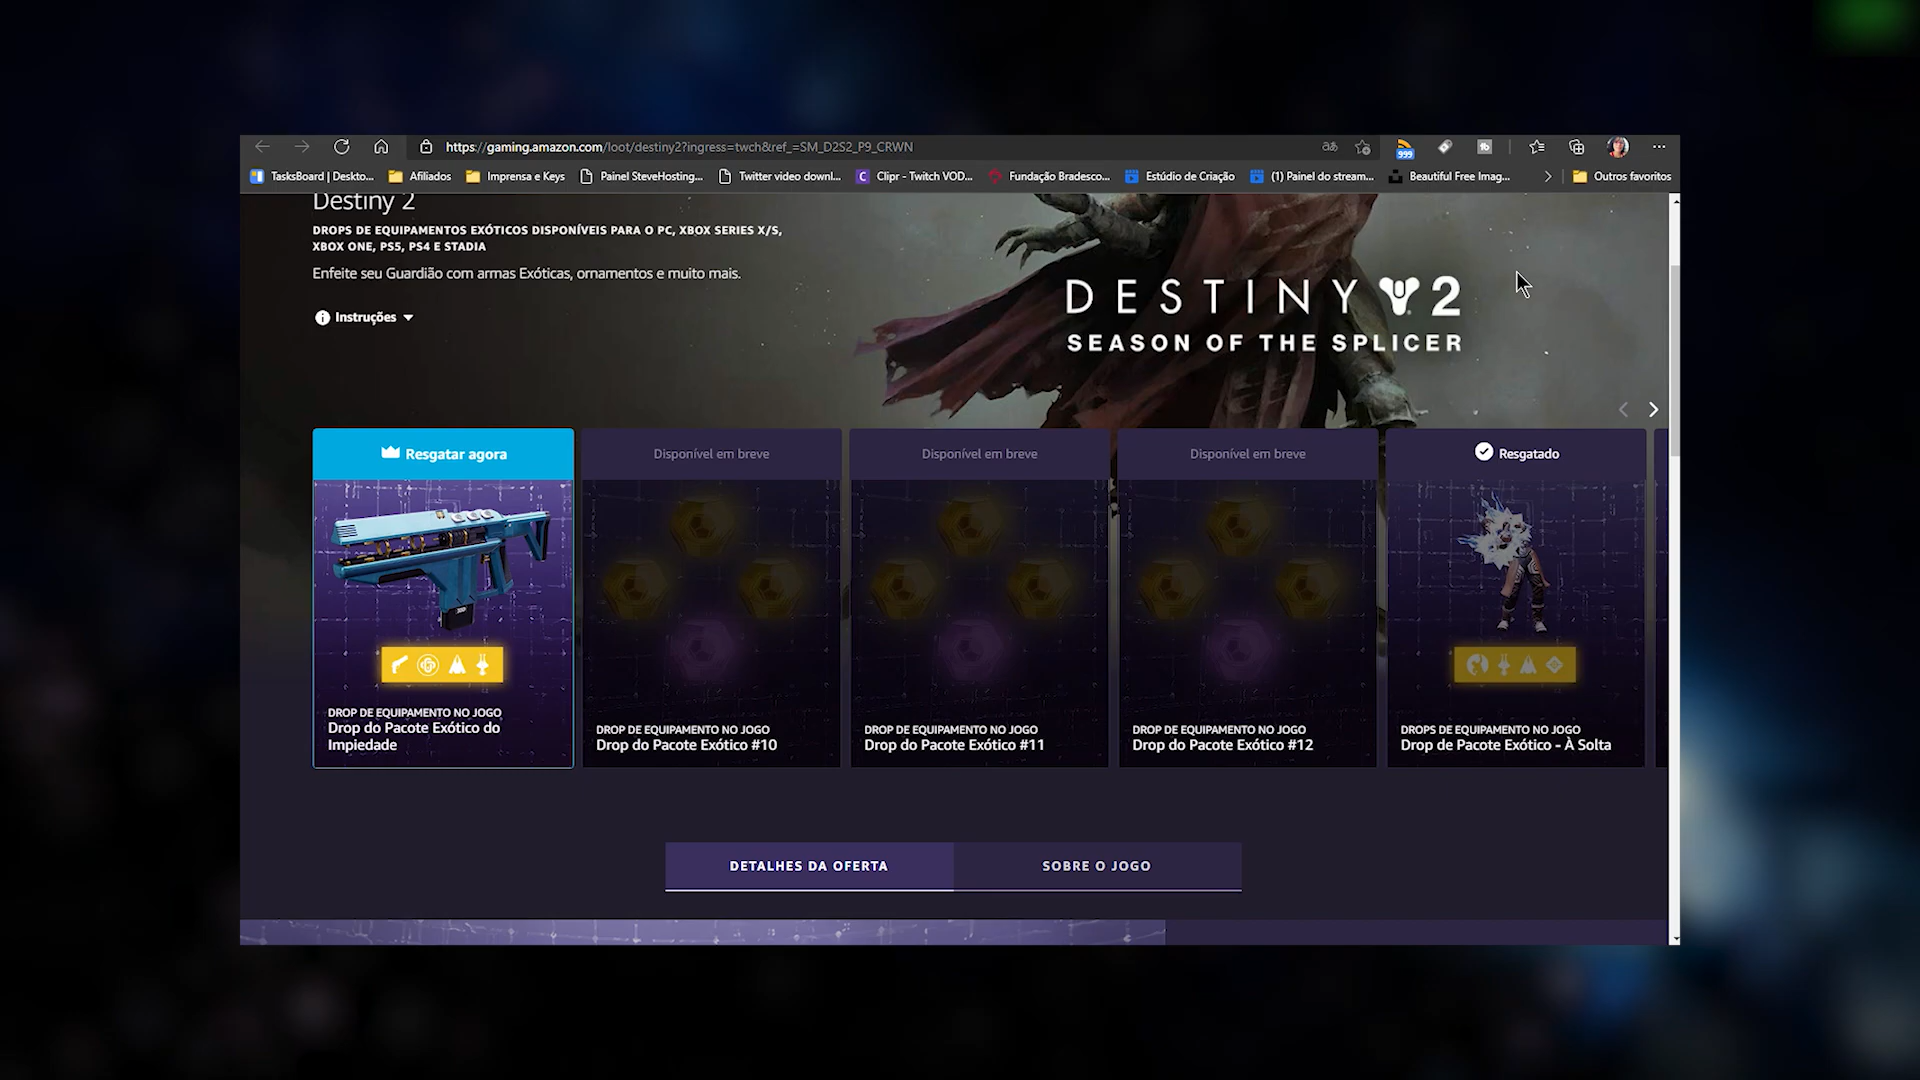 https://gaming.amazon.com/loot/destiny2?ingress=twch&ref_=SM_D2S2_P9_CRWN
999
TasksBoard | Deskto...
Afiliados
Imprensa e Keys
Painel SteveHosting...
Twitter video downl...
C
Clipr - Twitch VOD...
Fundação Bradesco...
Estúdio de Criação
(1) Painel do stream...
Beautiful Free Imag...
Outros favoritos
Destiny 2
DROPS DE EQUIPAMENTOS EXÓTICOS DISPONÍVEIS PARA O PC, XBOX SERIES X/S,
XBOX ONE, PS5, PS4 E STADIA
Enfeite seu Guardião com armas Exóticas, ornamentos e muito mais.
Instruções
DESTINY 2
SEASON OF THE SPLICER
Resgatar agora
DROP DE EQUIPAMENTO NO JOGO
Drop do Pacote Exótico do
Impiedade
Disponível em breve
DROP DE EQUIPAMENTO NO JOGO
Drop do Pacote Exótico #10
Disponível em breve
DROP DE EQUIPAMENTO NO JOGO
Drop do Pacote Exótico #11
Disponível em breve
DROP DE EQUIPAMENTO NO JOGO
Drop do Pacote Exótico #12
Resgatado
DROPS DE EQUIPAMENTO NO JOGO
Drop de Pacote Exótico - À Solta
DETALHES DA OFERTA
SOBRE O JOGO